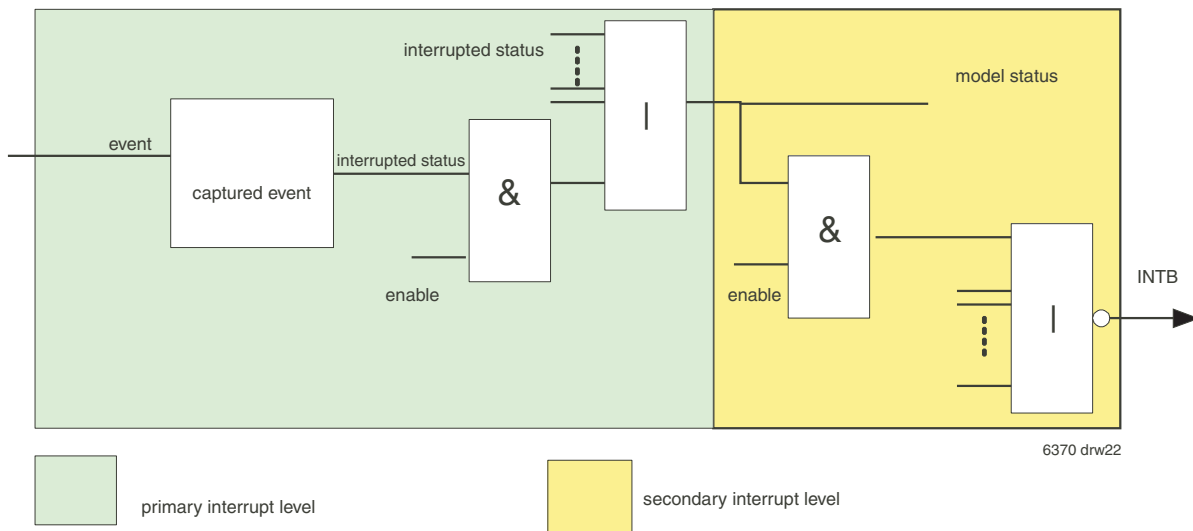 interrupted status
|
model status
event
interrupted status
captured event
&
&
enable
enable
INTB
|
6370 drw22
primary interrupt level
secondary interrupt level